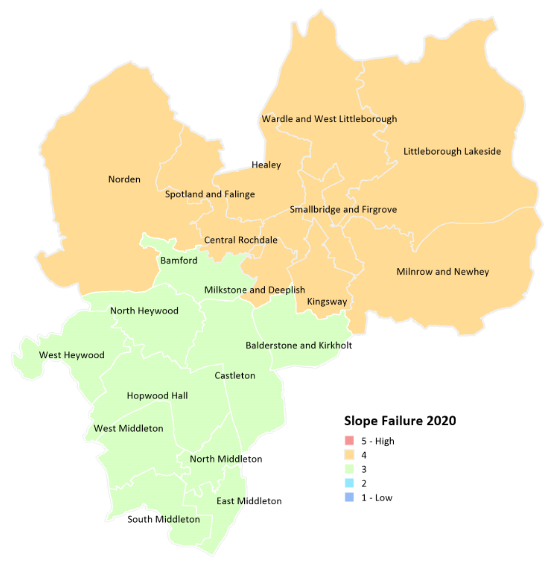 Wardle and West Littleborough
Littleborough Lakeside
Healey
Norden
Spotland and Falinge
Smallbridge and Firgrove
Central Rochdale
Bamford
Milnrow and Newhey
Milkstone and Deeplish
Kingsway
North Heywood
Balderstone and Kirkholt
West Heywood
Castleton
Hopwood Hall
West Middleton
North Middleton
East Middleton
South Middleton
Slope Failure 2020
5 - High
4
3
2
1 - Low